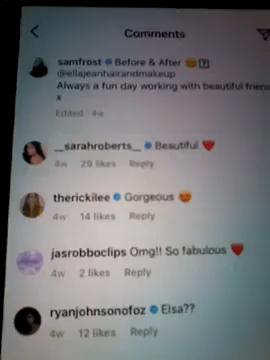 Comments
samfrost Before & After 😊
@ellajeanhairandmakeup
Always a fun day working with beautiful frien
x
Edited · 4w
__sarahroberts__ Beautiful ❤️
4w 29 likes Reply
therickilee Gorgeous 😍
4w 14 likes Reply
jasrobboclips Omg!! So fabulous ❤️
4w 2 likes Reply
ryanjohnsonofoz Elsa??
4w 12 likes Reply